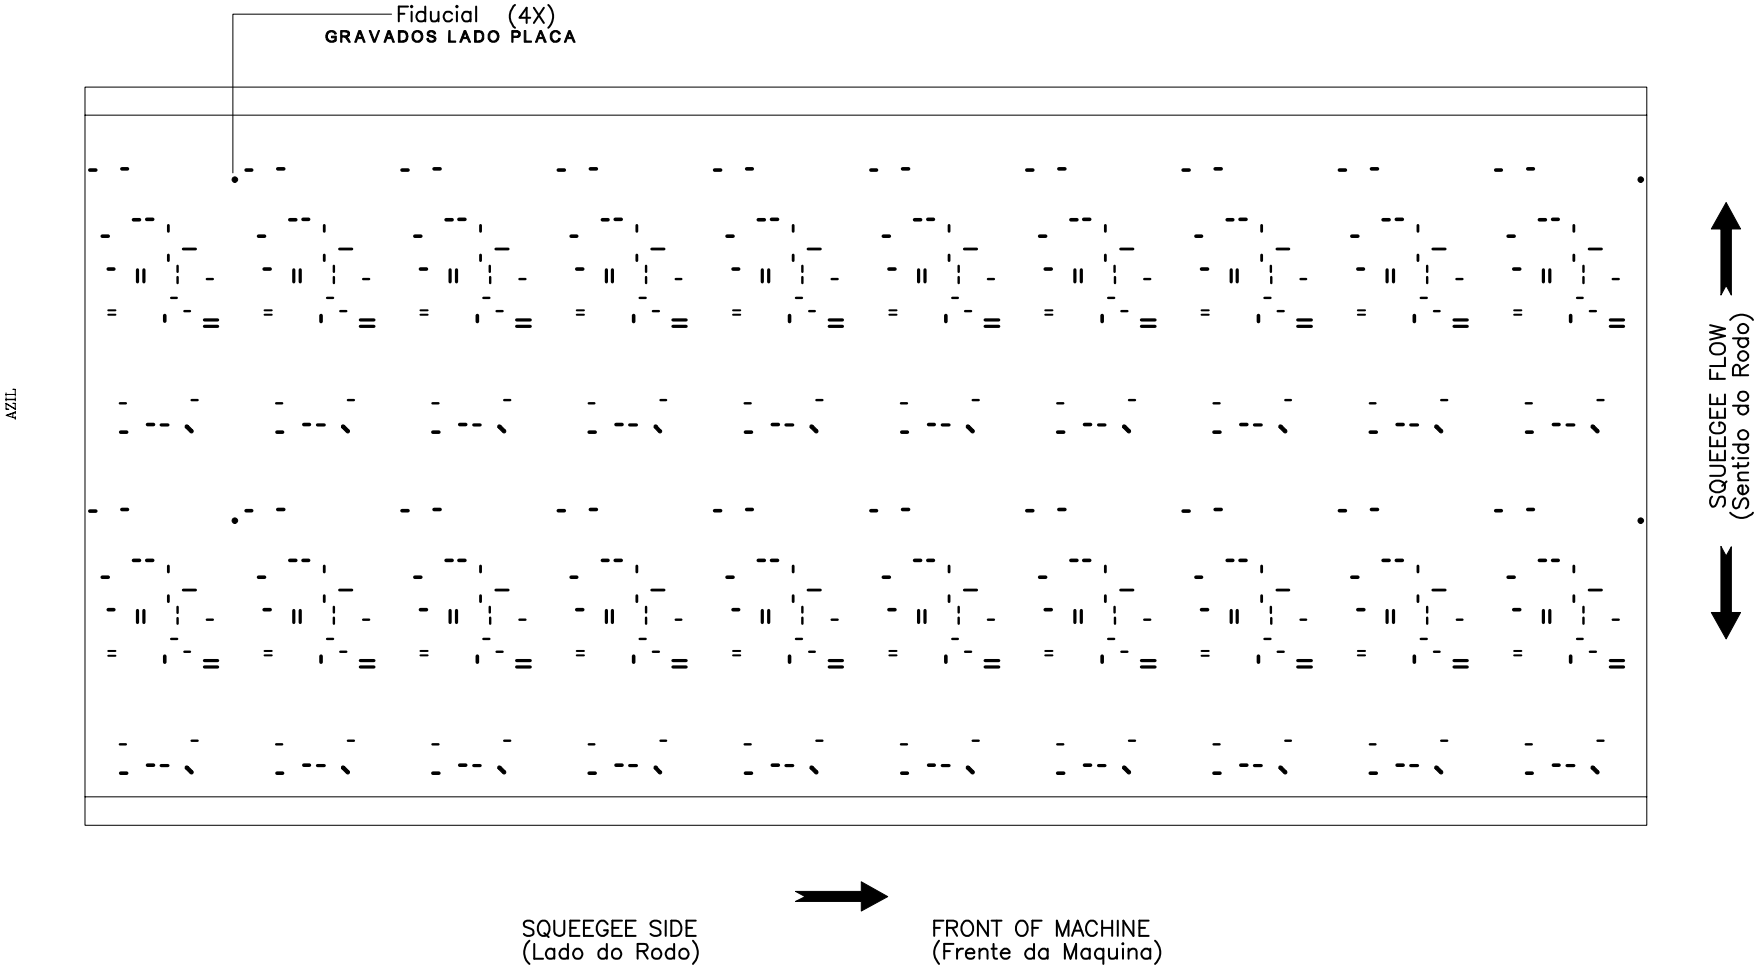 Fiducial (4X)
GRAVADOS LADO PLACA
AZIL
SQUEEGEE FLOW
(Sentido do Rodo)
SQUEEGEE SIDE
(Lado do Rodo)
FRONT OF MACHINE
(Frente da Maquina)